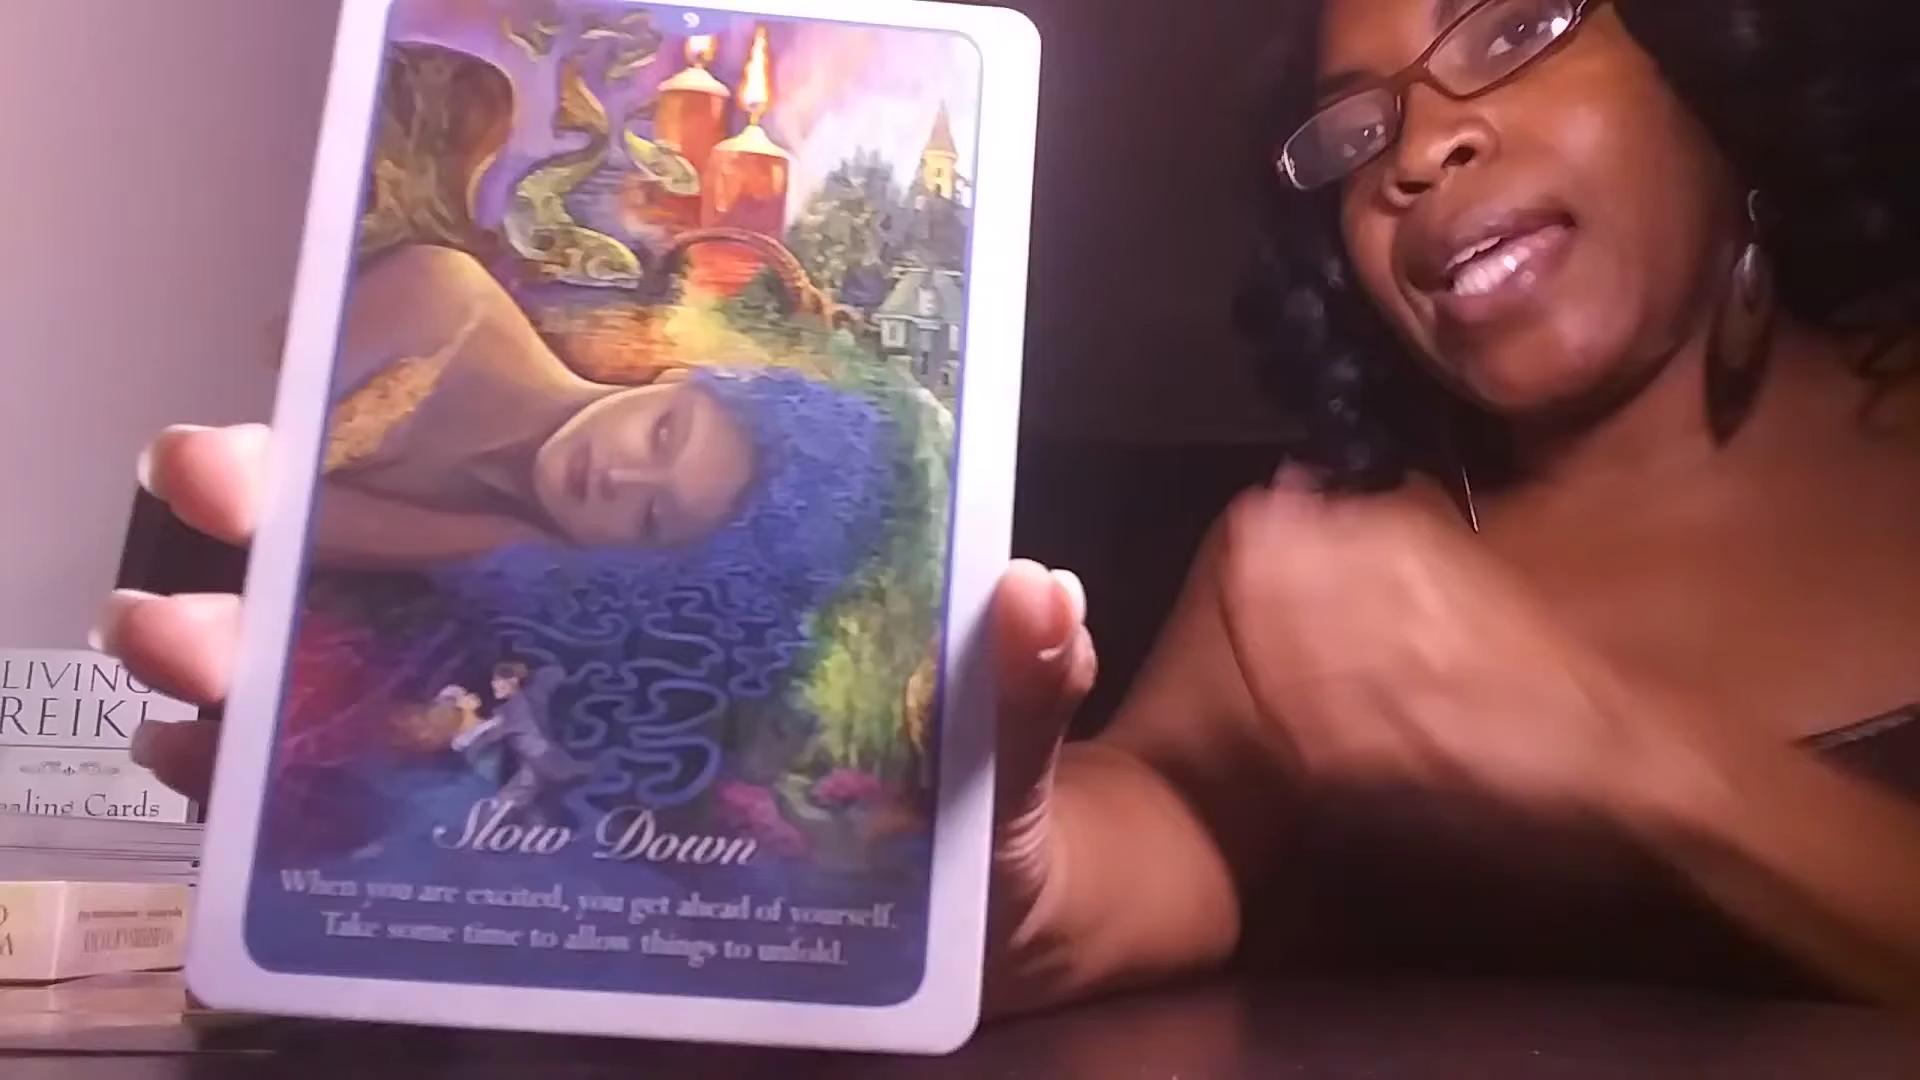 9
Slow Down
When you are excited, you get ahead of yourself.
Take some time to allow things to unfold.
LIVING
REIKI
ealing Cards